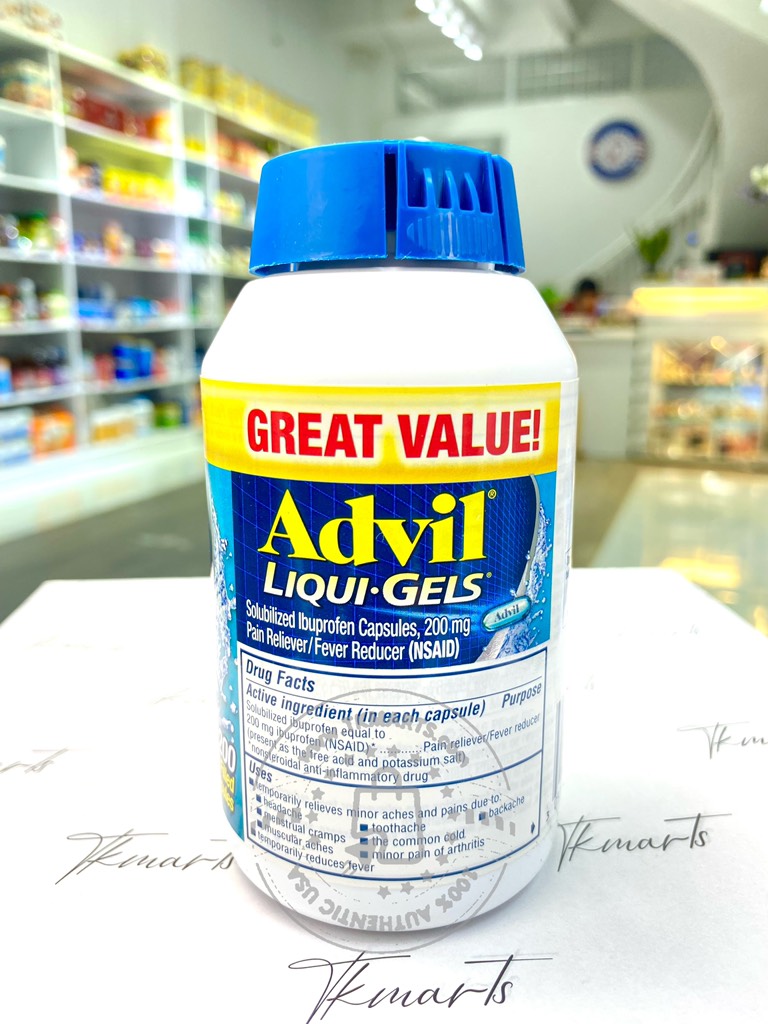 GREAT VALUE!
Advil®
LIQUI•GELS®
Solubilized Ibuprofen Capsules, 200 mg
Pain Reliever/Fever Reducer (NSAID)
Advil
Drug Facts
Active ingredient (in each capsule) Purpose
Solubilized ibuprofen equal to
200 mg ibuprofen (NSAID)* ............Pain reliever/Fever reducer
(present as the free acid and potassium salt)
*nonsteroidal anti-inflammatory drug
Uses
temporarily relieves minor aches and pains due to:
headache toothache backache
menstrual cramps the common cold
muscular aches minor pain of arthritis
temporarily reduces fever
TKMARTS.com
100% AUTHENTIC USA
Tkmarts
Tkmarts
Tkmarts